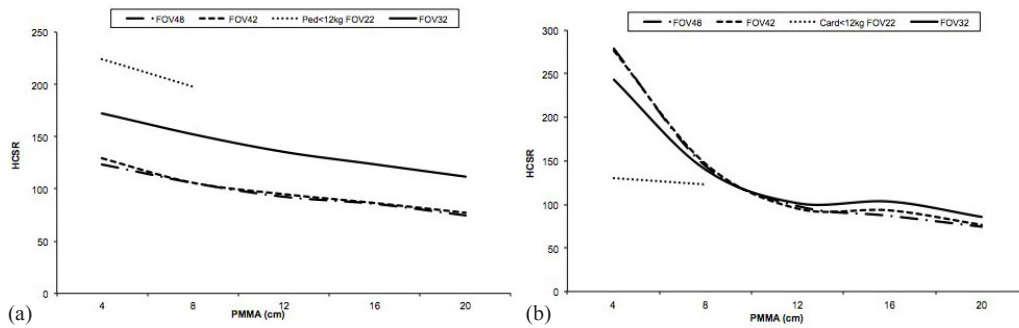 FOV48 FOV42 Ped<12kg FOV22 FOV32
250
200
150
100
50
0
HCSR
4 8 12 16 20
PMMA (cm)
(a)
FOV48 FOV42 Card<12kg FOV22 FOV32
300
250
200
150
100
50
0
HCSR
4 8 12 16 20
PMMA (cm)
(b)